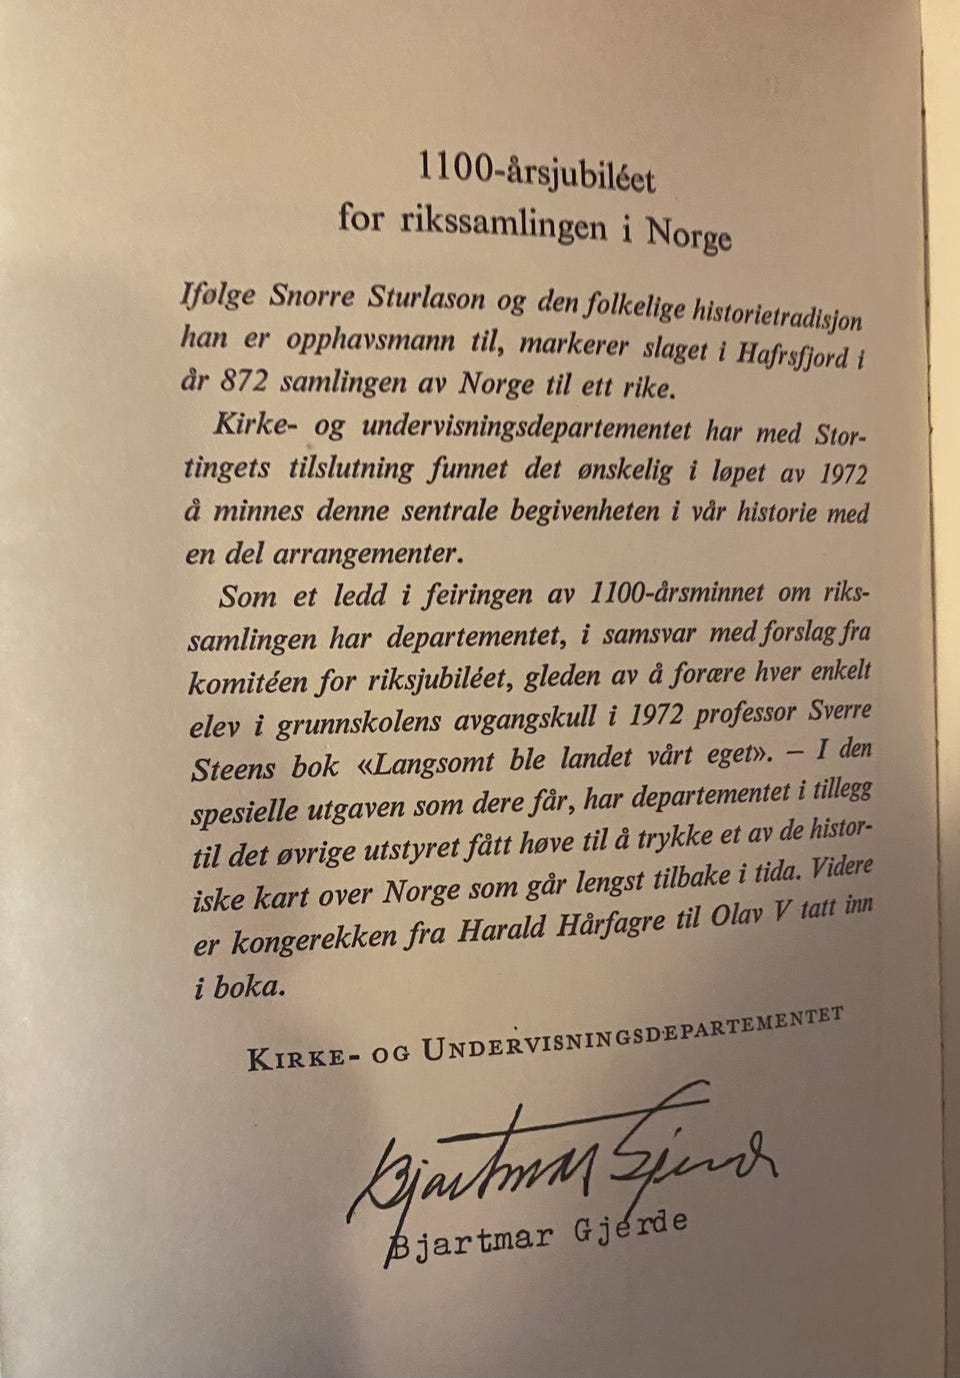 1100-årsjubiléet
for rikssamlingen i Norge
Ifølge Snorre Sturlason og den folkelige historietradisjon
han er opphavsmann til, markerer slaget i Hafrsfjord i
år 872 samlingen av Norge til ett rike.
Kirke- og undervisningsdepartementet har med Stor-
tingets tilslutning funnet det ønskelig i løpet av 1972
å minnes denne sentrale begivenheten i vår historie med
en del arrangementer.
Som et ledd i feiringen av 1100-årsminnet om riks-
samlingen har departementet, i samsvar med forslag fra
komitéen for riksjubiléet, gleden av å forære hver enkelt
elev i grunnskolens avgangskull i 1972 professor Sverre
Steens bok «Langsomt ble landet vårt eget». – I den
spesielle utgaven som dere får, har departementet i tillegg
til det øvrige utstyret fått høve til å trykke et av de histor-
iske kart over Norge som går lengst tilbake i tida. Videre
er kongerekken fra Harald Hårfagre til Olav V tatt inn
i boka.
KIRKE- OG UNDERVISNINGSDEPARTEMENTET
Bjartmar Gjerde
Bjartmar Gjerde